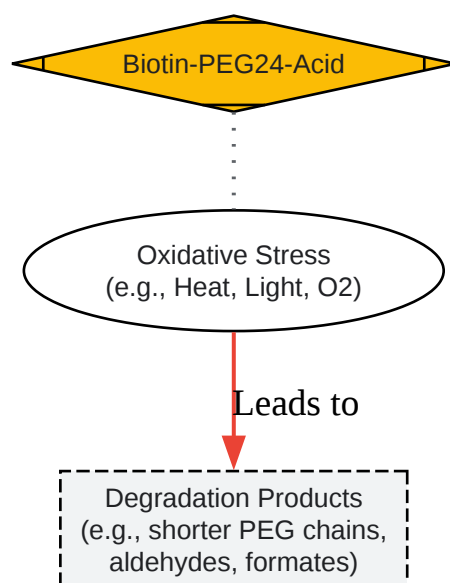 Biotin-PEG24-Acid
Oxidative Stress
(e.g., Heat, Light, O2)
Leads to
Degradation Products
(e.g., shorter PEG chains,
aldehydes, formates)